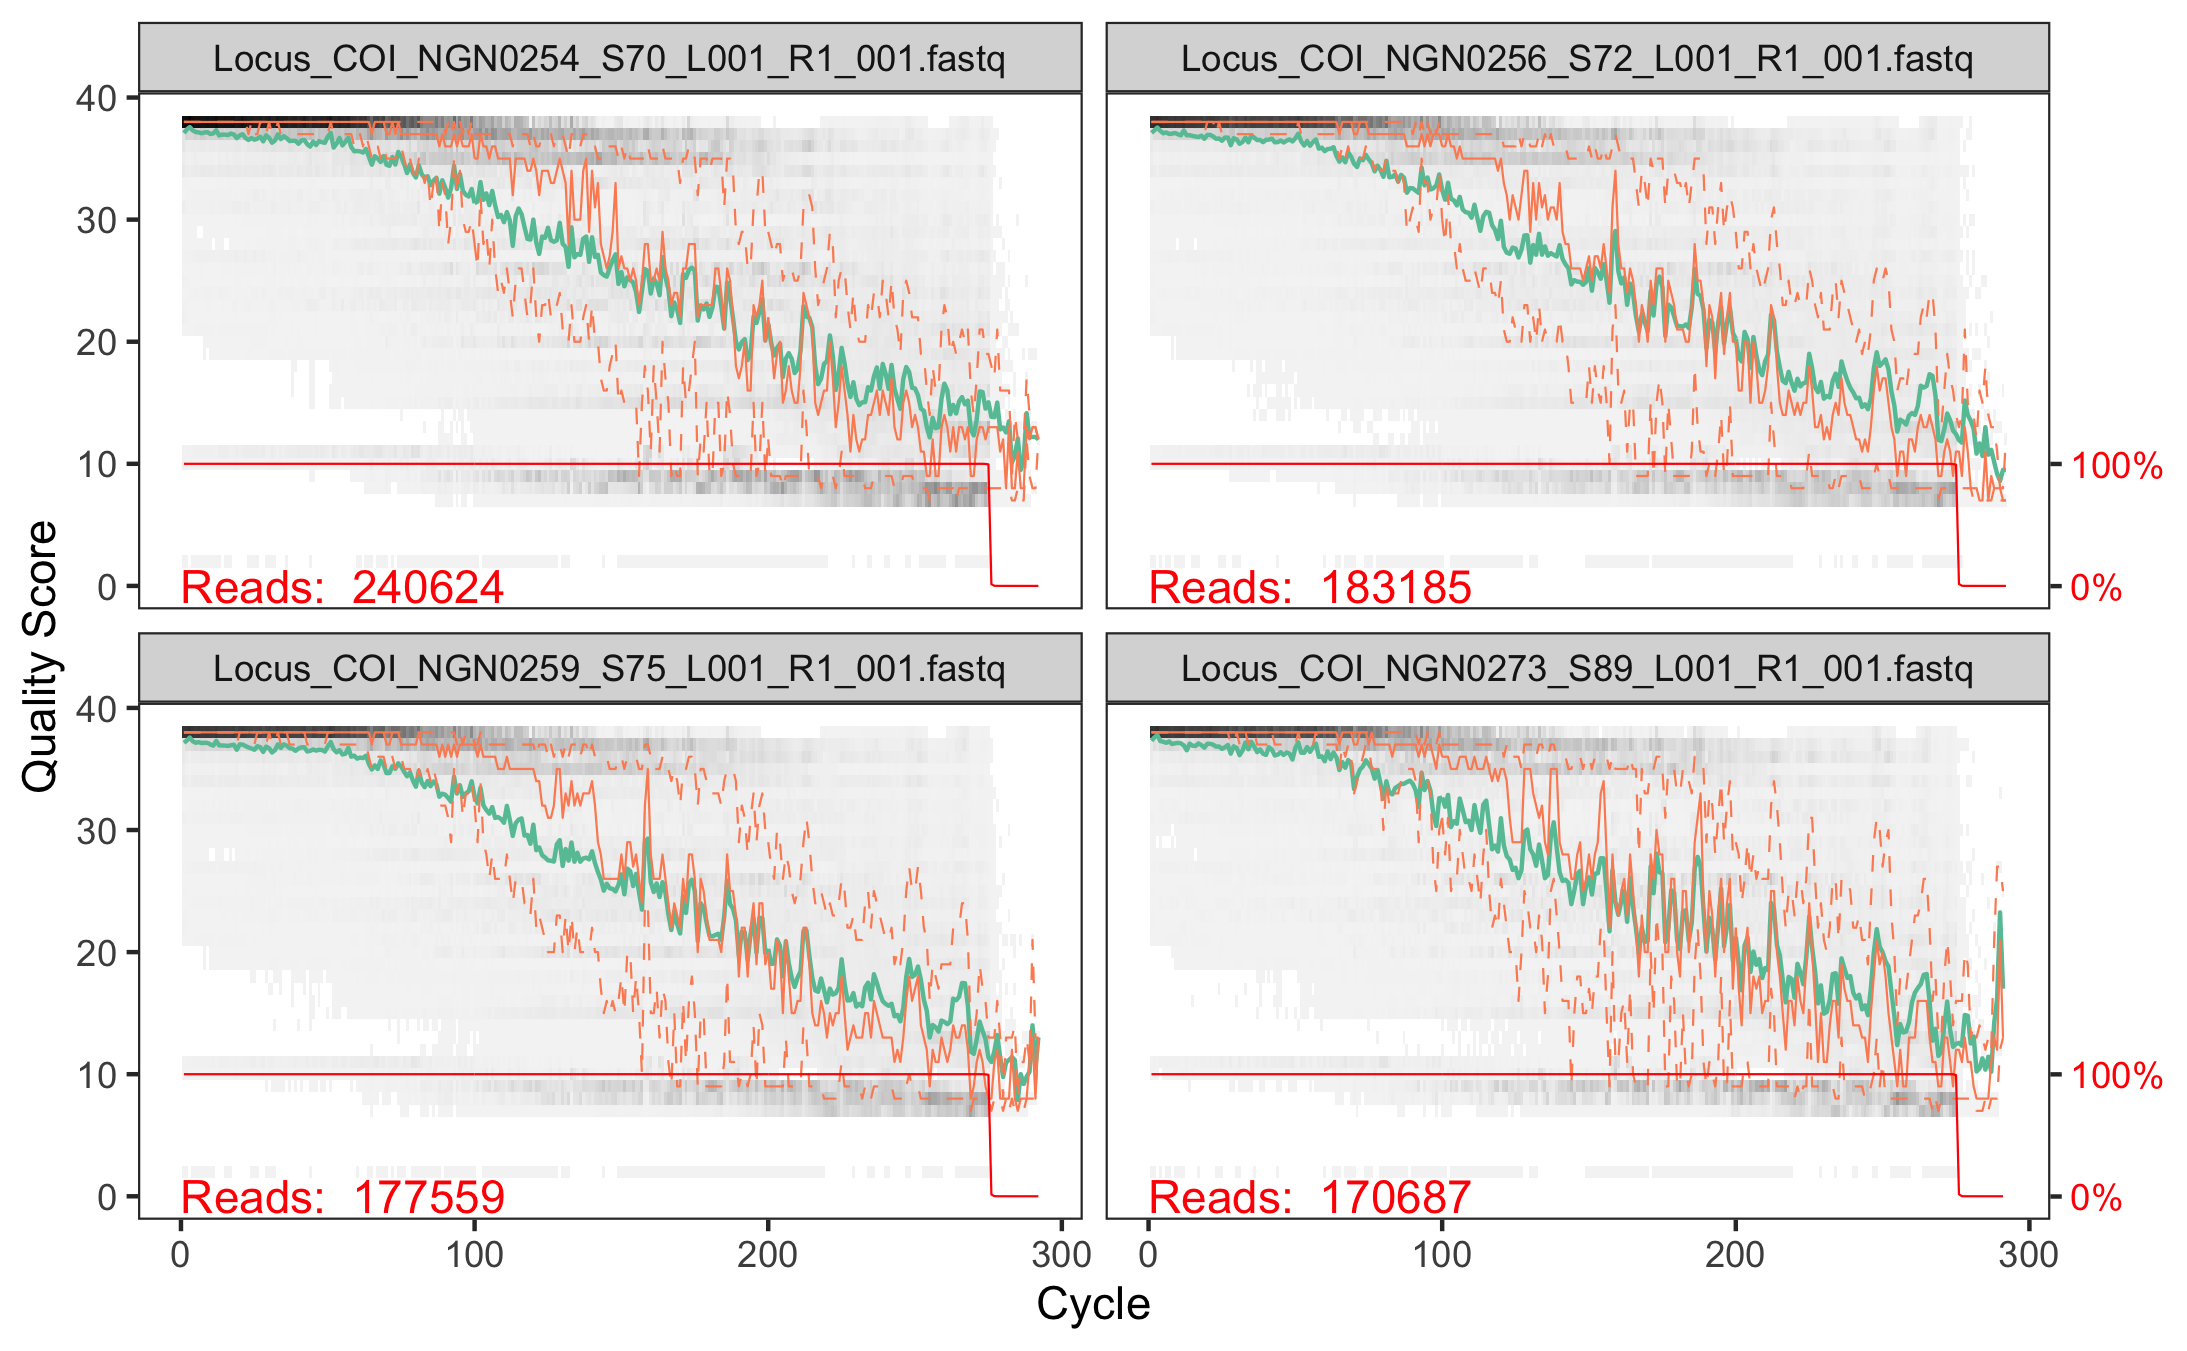 Locus_COI_NGN0254_S70_L001_R1_001.fastq
Locus_COI_NGN0256_S72_L001_R1_001.fastq
40
30
20
10
0
Reads: 240624
Reads: 183185
100%
0%
Quality Score
Locus_COI_NGN0259_S75_L001_R1_001.fastq
Locus_COI_NGN0273_S89_L001_R1_001.fastq
40
30
20
10
0
Reads: 177559
Reads: 170687
100%
0%
0 100 200 300
0 100 200 300
Cycle